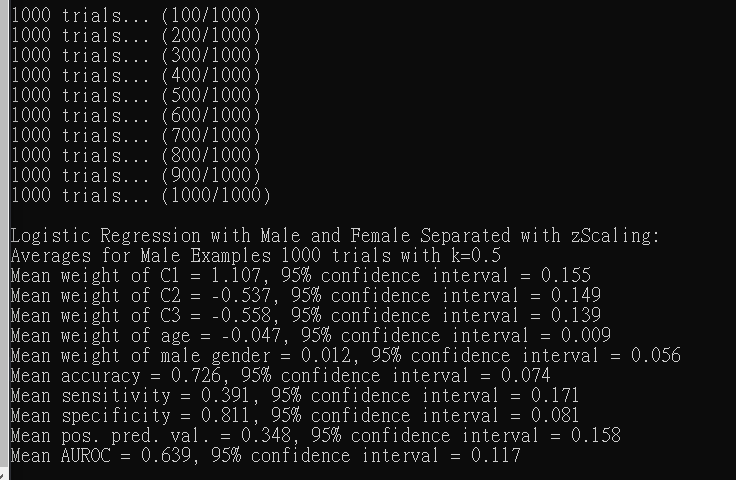 1000 trials... (100/1000)
1000 trials... (200/1000)
1000 trials... (300/1000)
1000 trials... (400/1000)
1000 trials... (500/1000)
1000 trials... (600/1000)
1000 trials... (700/1000)
1000 trials... (800/1000)
1000 trials... (900/1000)
1000 trials... (1000/1000)
Logistic Regression with Male and Female Separated with zScaling:
Averages for Male Examples 1000 trials with k=0.5
Mean weight of C1 = 1.107, 95% confidence interval = 0.155
Mean weight of C2 = -0.537, 95% confidence interval = 0.149
Mean weight of C3 = -0.558, 95% confidence interval = 0.139
Mean weight of age = -0.047, 95% confidence interval = 0.009
Mean weight of male gender = 0.012, 95% confidence interval = 0.056
Mean accuracy = 0.726, 95% confidence interval = 0.074
Mean sensitivity = 0.391, 95% confidence interval = 0.171
Mean specificity = 0.811, 95% confidence interval = 0.081
Mean pos. pred. val. = 0.348, 95% confidence interval = 0.158
Mean AUROC = 0.639, 95% confidence interval = 0.117